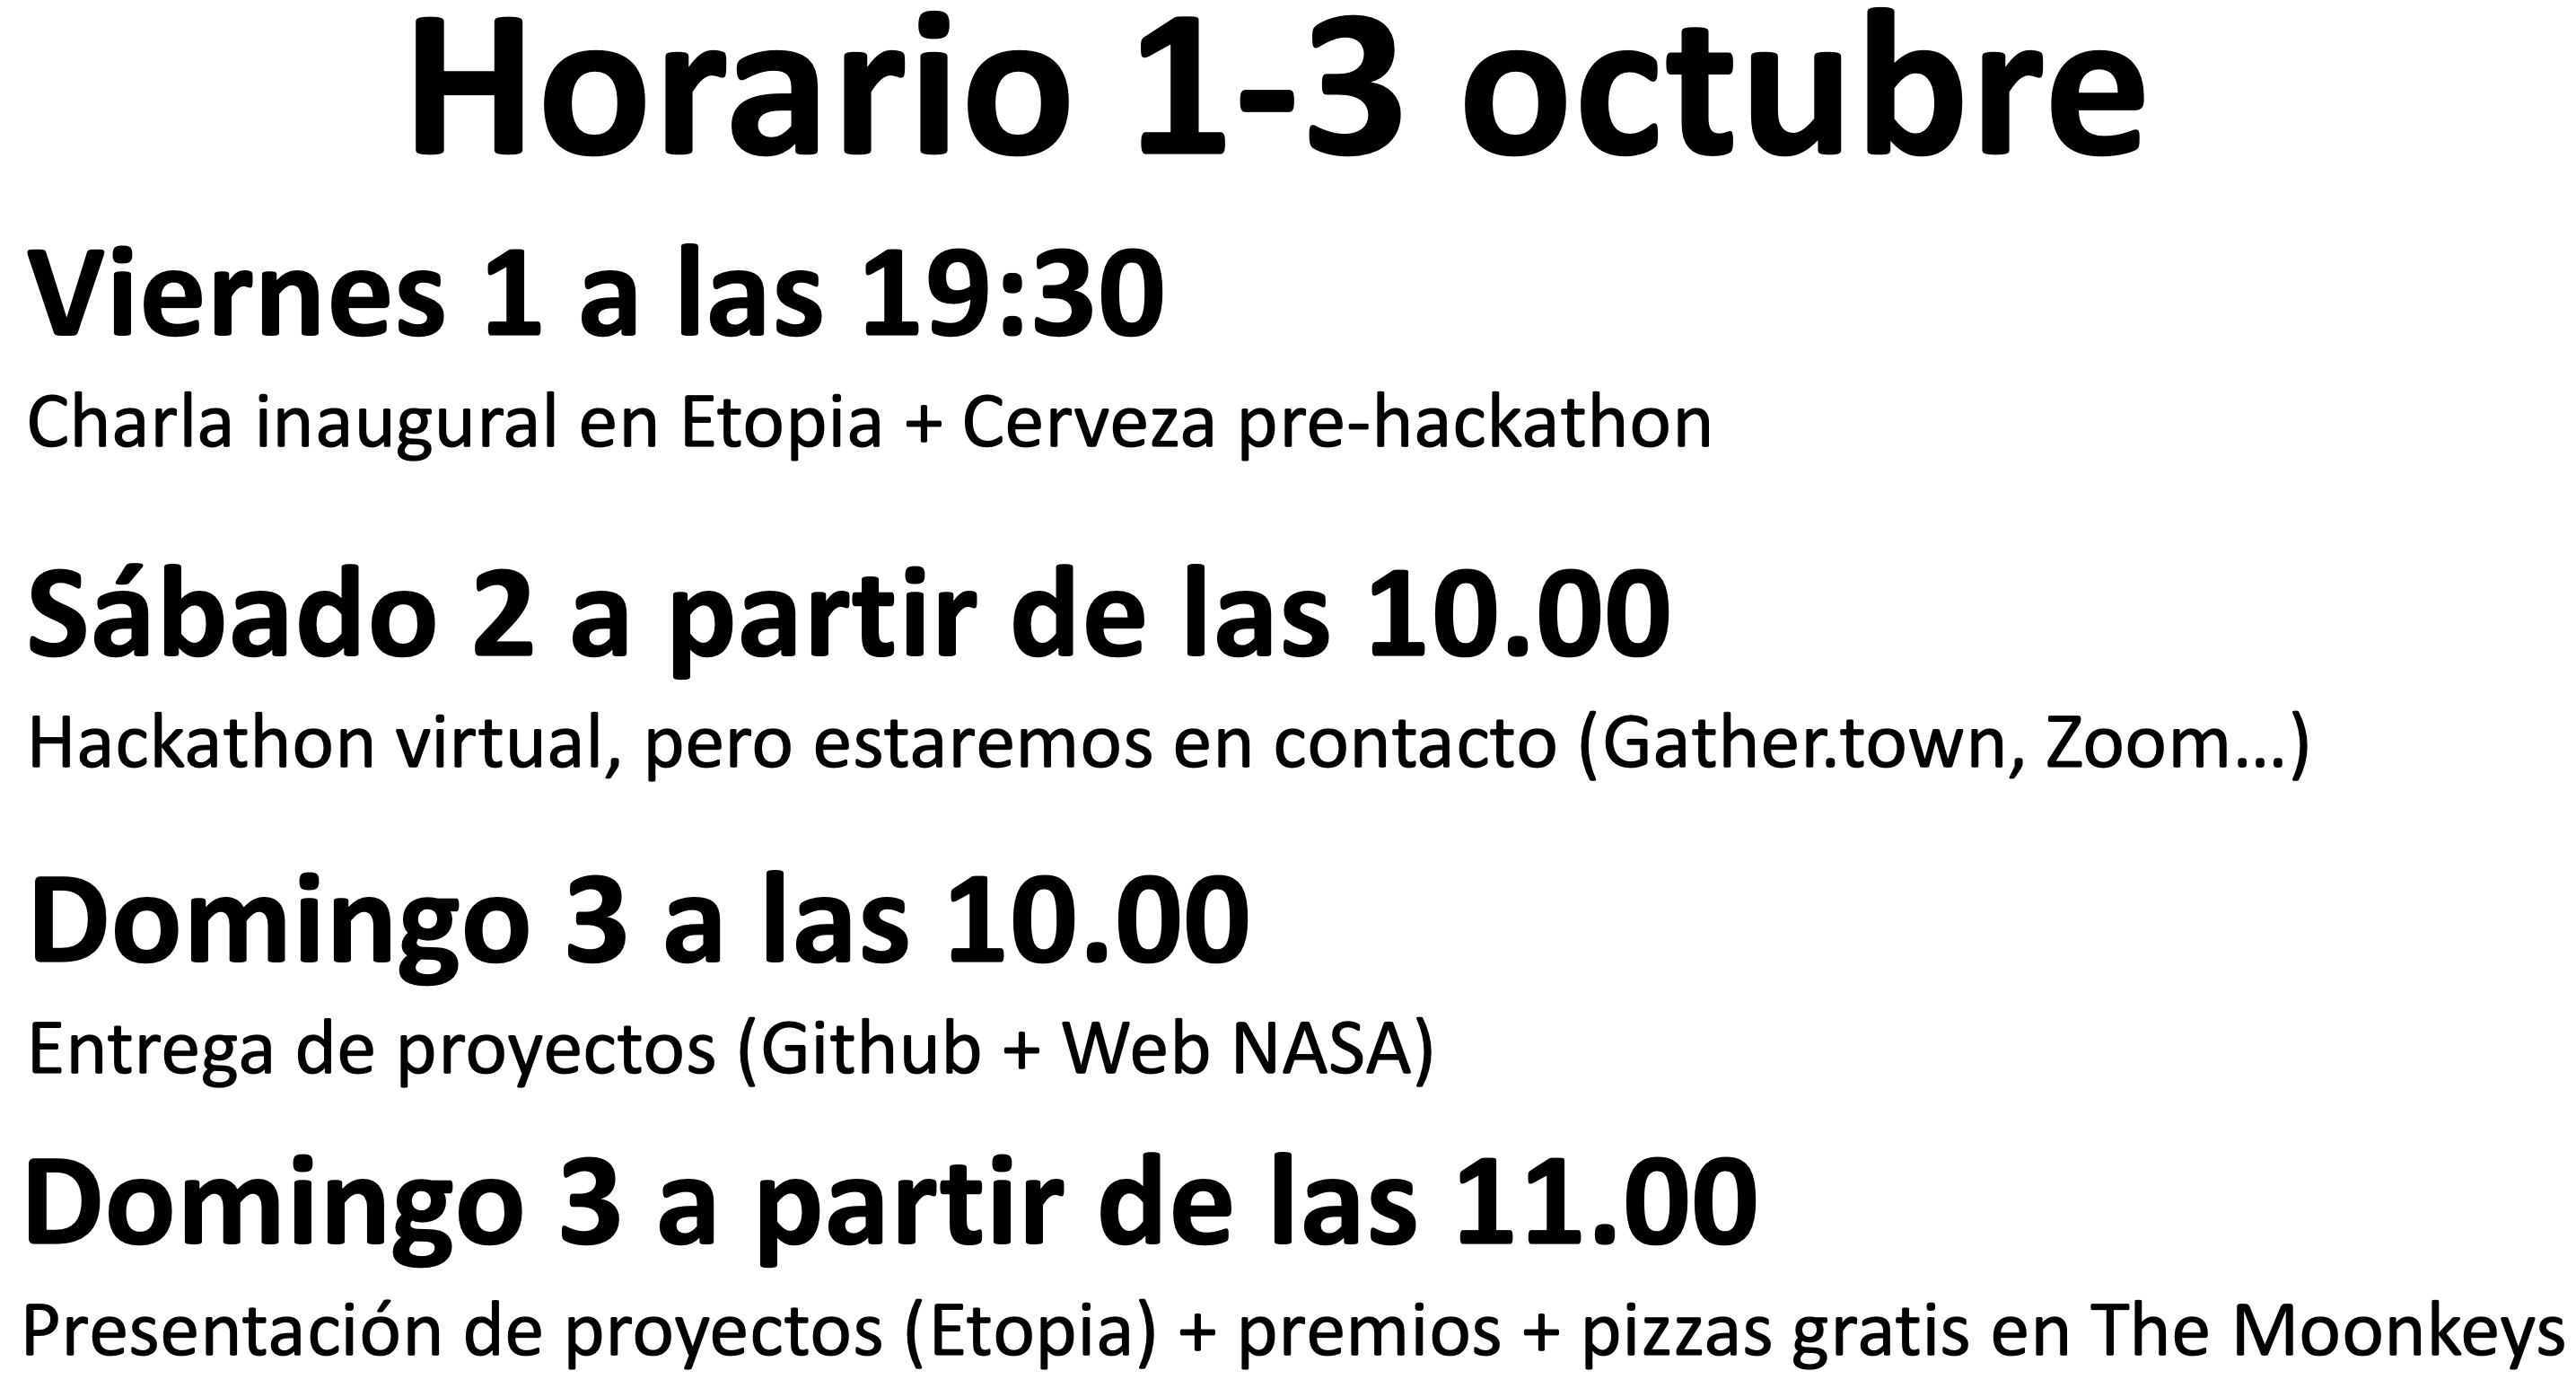 Horario 1-3 octubre
Viernes 1 a las 19:30
Charla inaugural en Etopia + Cerveza pre-hackathon
Sábado 2 a partir de las 10.00
Hackathon virtual, pero estaremos en contacto (Gather.town, Zoom…)
Domingo 3 a las 10.00
Entrega de proyectos (Github + Web NASA)
Domingo 3 a partir de las 11.00
Presentación de proyectos (Etopia) + premios + pizzas gratis en The Moonkeys